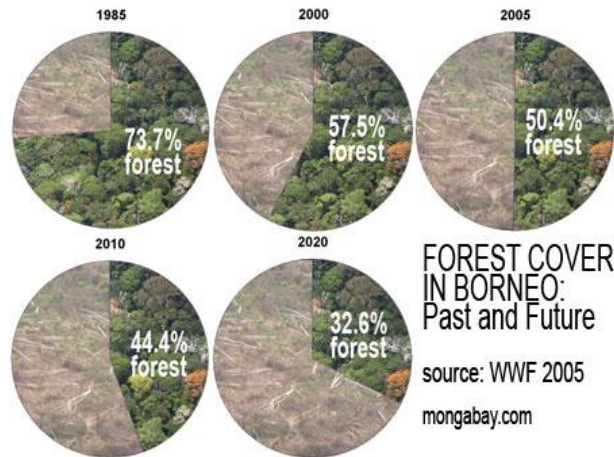 1985
73.7%
forest
2000
57.5%
forest
2005
50.4%
forest
2010
44.4%
forest
2020
32.6%
forest
FOREST COVER
IN BORNEO:
Past and Future
source: WWF 2005
mongabay.com